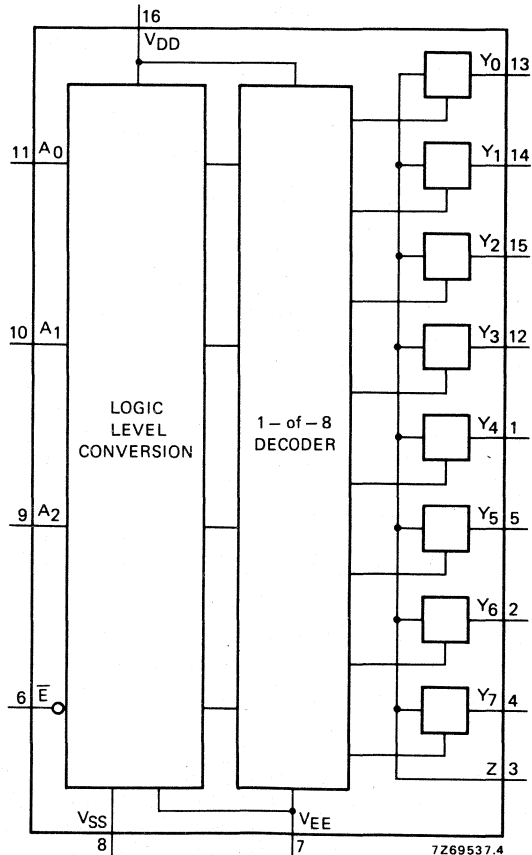 16
VDD
Y0 13
11 A0
Y1 14
Y2 15
10 A1
Y3 12
LOGIC
LEVEL
CONVERSION
1-of-8
DECODER
Y4 1
9 A2
Y5 5
Y6 2
6 E̅
Y7 4
Z 3
VSS
8
VEE
7
7Z69537.4